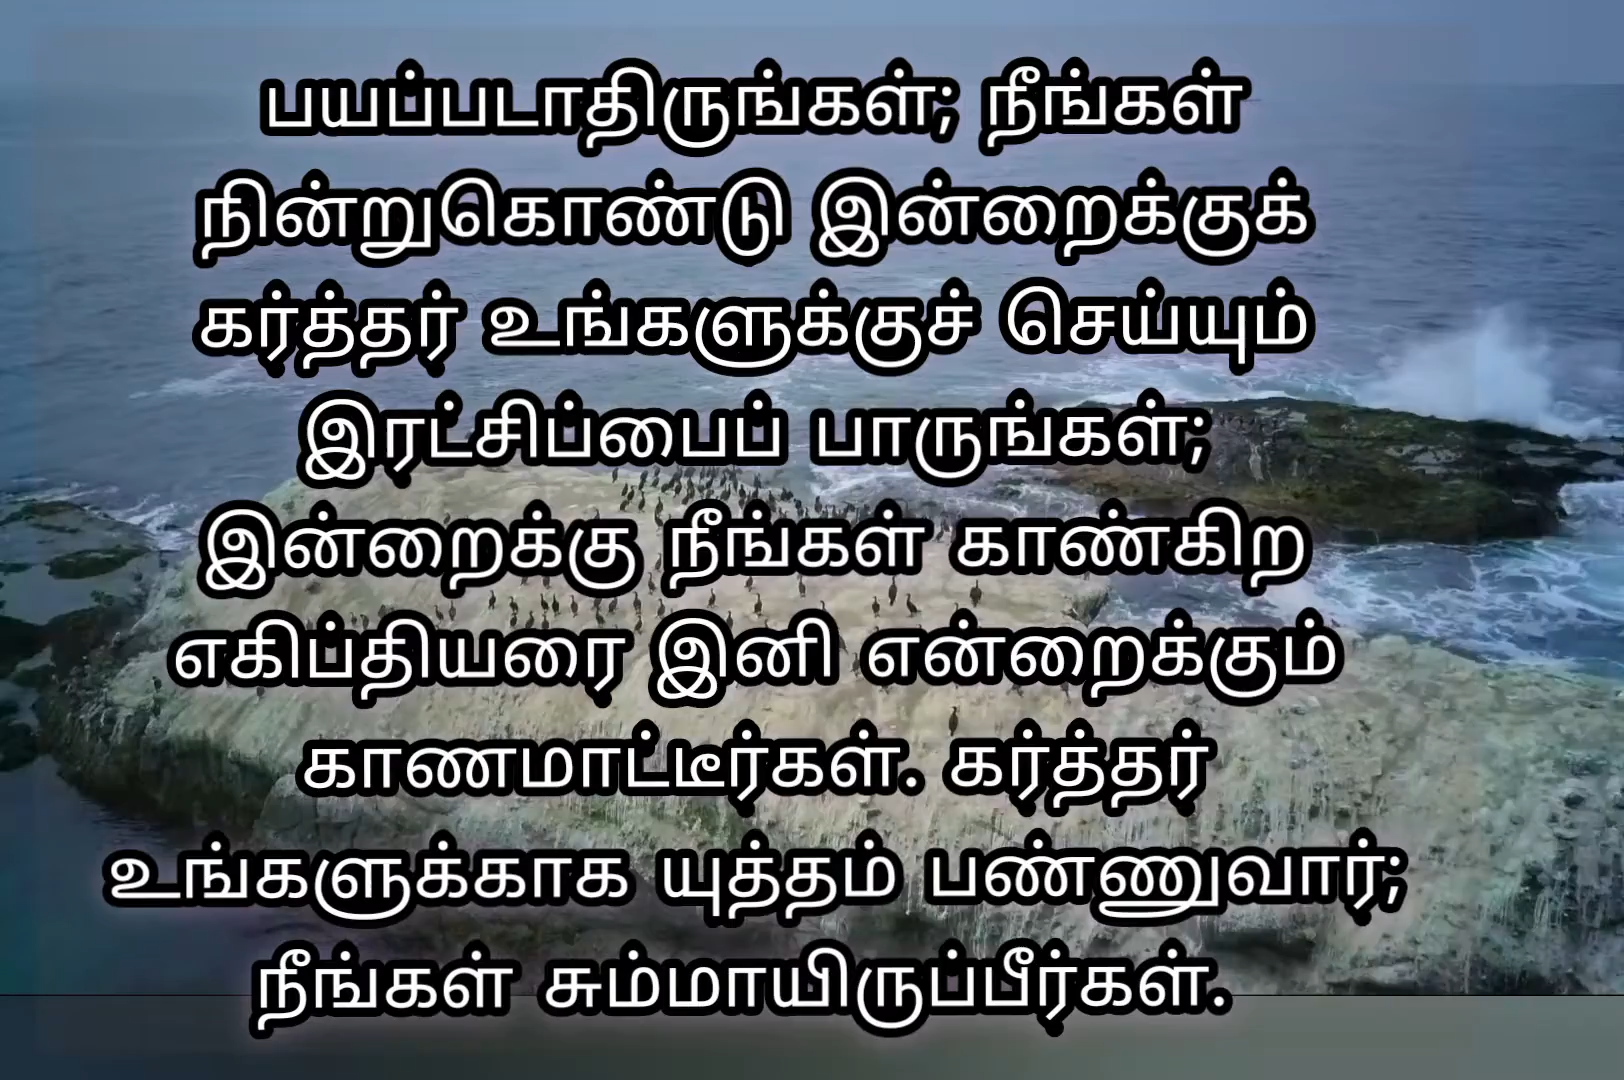 பயப்படாதிருங்கள்; நீங்கள்
நின்றுகொண்டு இன்றைக்குக்
கர்த்தர் உங்களுக்குச் செய்யும்
இரட்சிப்பைப் பாருங்கள்;
இன்றைக்கு நீங்கள் காண்கிற
எகிப்தியரை இனி என்றைக்கும்
காணமாட்டீர்கள். கர்த்தர்
உங்களுக்காக யுத்தம் பண்ணுவார்;
நீங்கள் சும்மாயிருப்பீர்கள்.